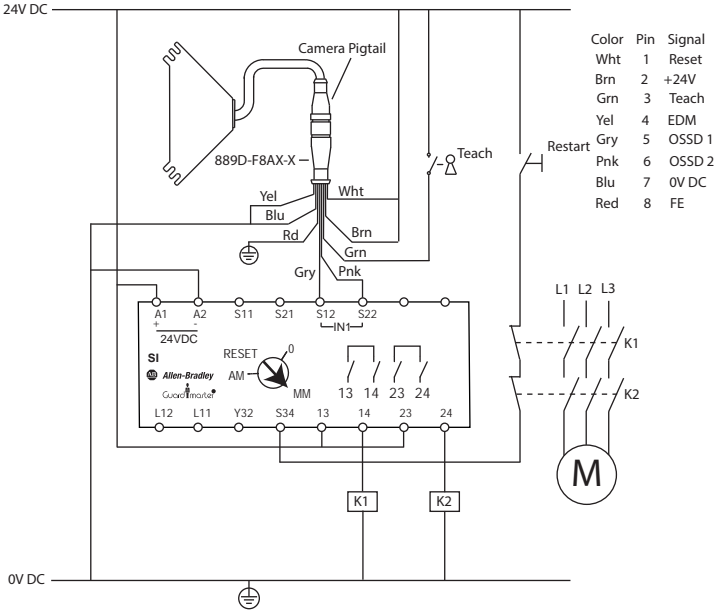 24V DC
Camera Pigtail
889D-F8AX-X
Color Pin Signal
Wht 1 Reset
Brn 2 +24V
Grn 3 Teach
Yel 4 EDM
Gry 5 OSSD 1
Pnk 6 OSSD 2
Blu 7 0V DC
Red 8 FE
Teach
Restart
Yel
Wht
Blu
Rd
Brn
Grn
Gry
Pnk
L1 L2 L3
A1 A2 S11 S21 S12 S22
+ -
24VDC
IN1
SI
RESET
0
AM
MM
AB
Allen-Bradley
Guardmaster
13 14 23 24
L12 L11 Y32 S34 13 14 23 24
K1
K2
M
K1
K2
0V DC